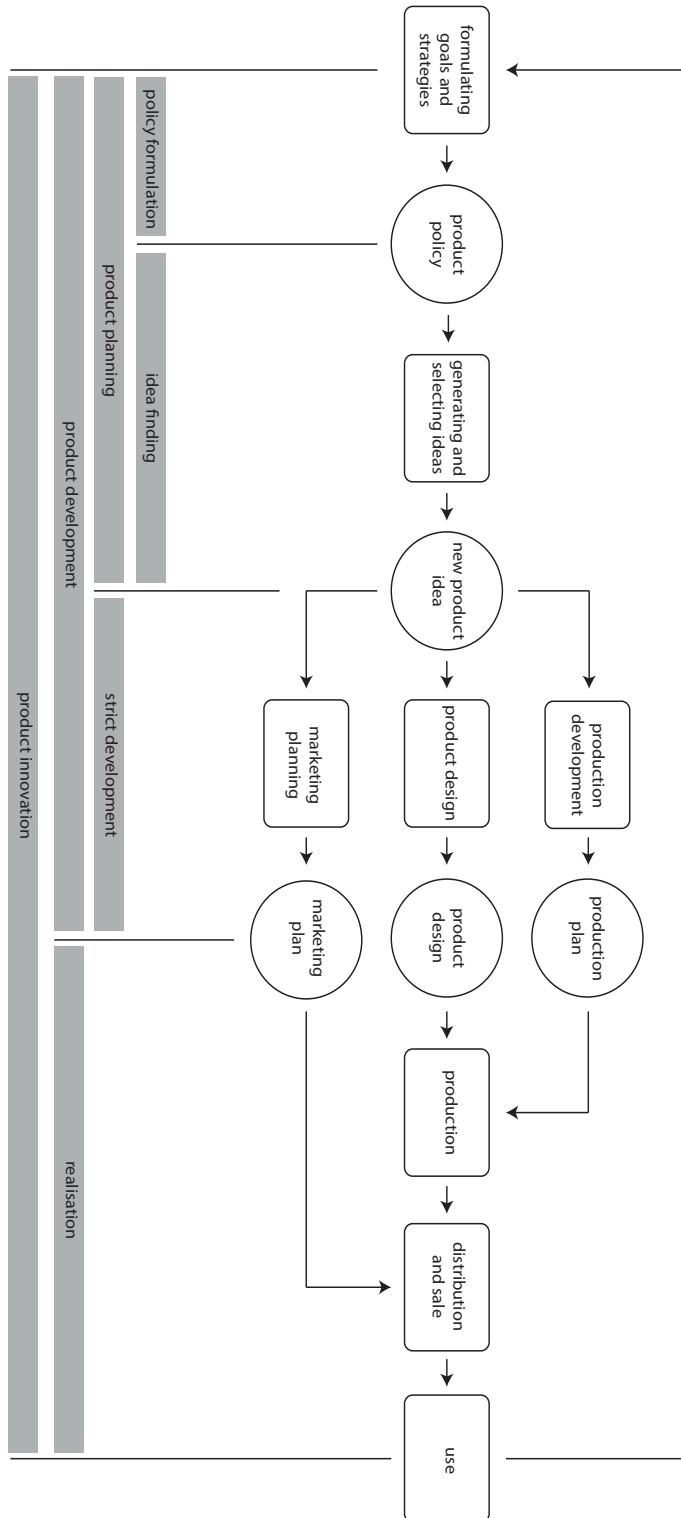 formulating
goals and
strategies
product
policy
generating and
selecting ideas
new product
idea
production
development
product design
marketing
planning
production plan
product
design
marketing
plan
production
distribution
and sale
use
policy formulation
idea finding
product planning
strict development
product development
realisation
product innovation